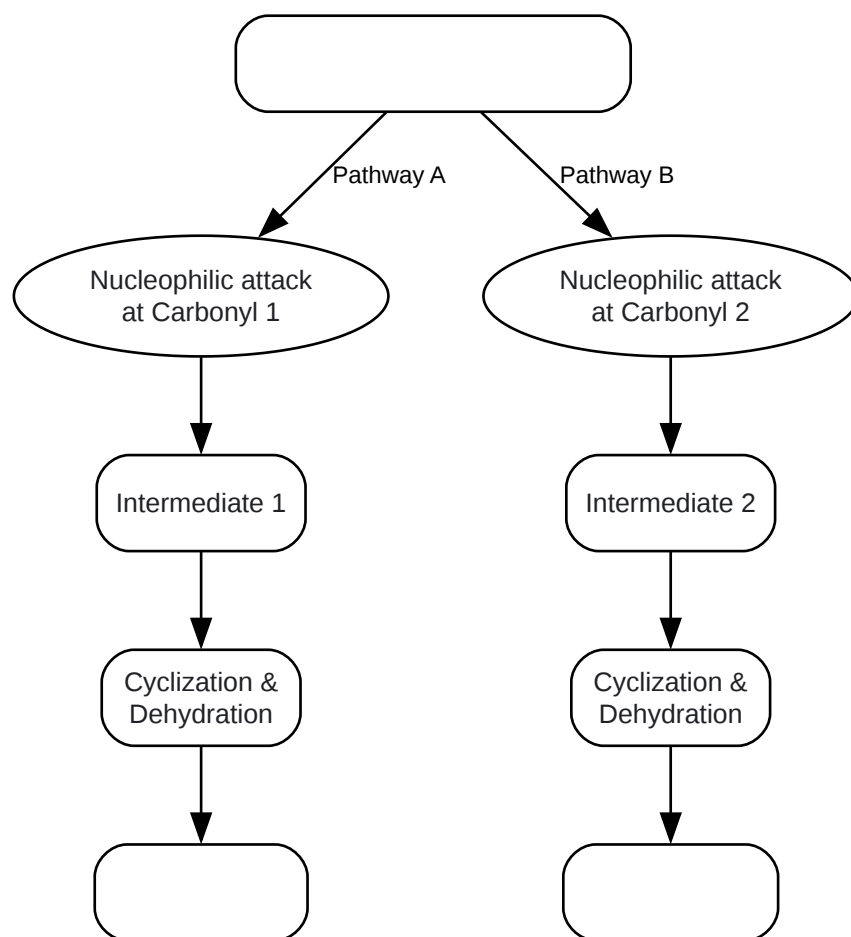 Pathway A
Pathway B
Nucleophilic attack
at Carbonyl 1
Nucleophilic attack
at Carbonyl 2
Intermediate 1
Intermediate 2
Cyclization &
Dehydration
Cyclization &
Dehydration